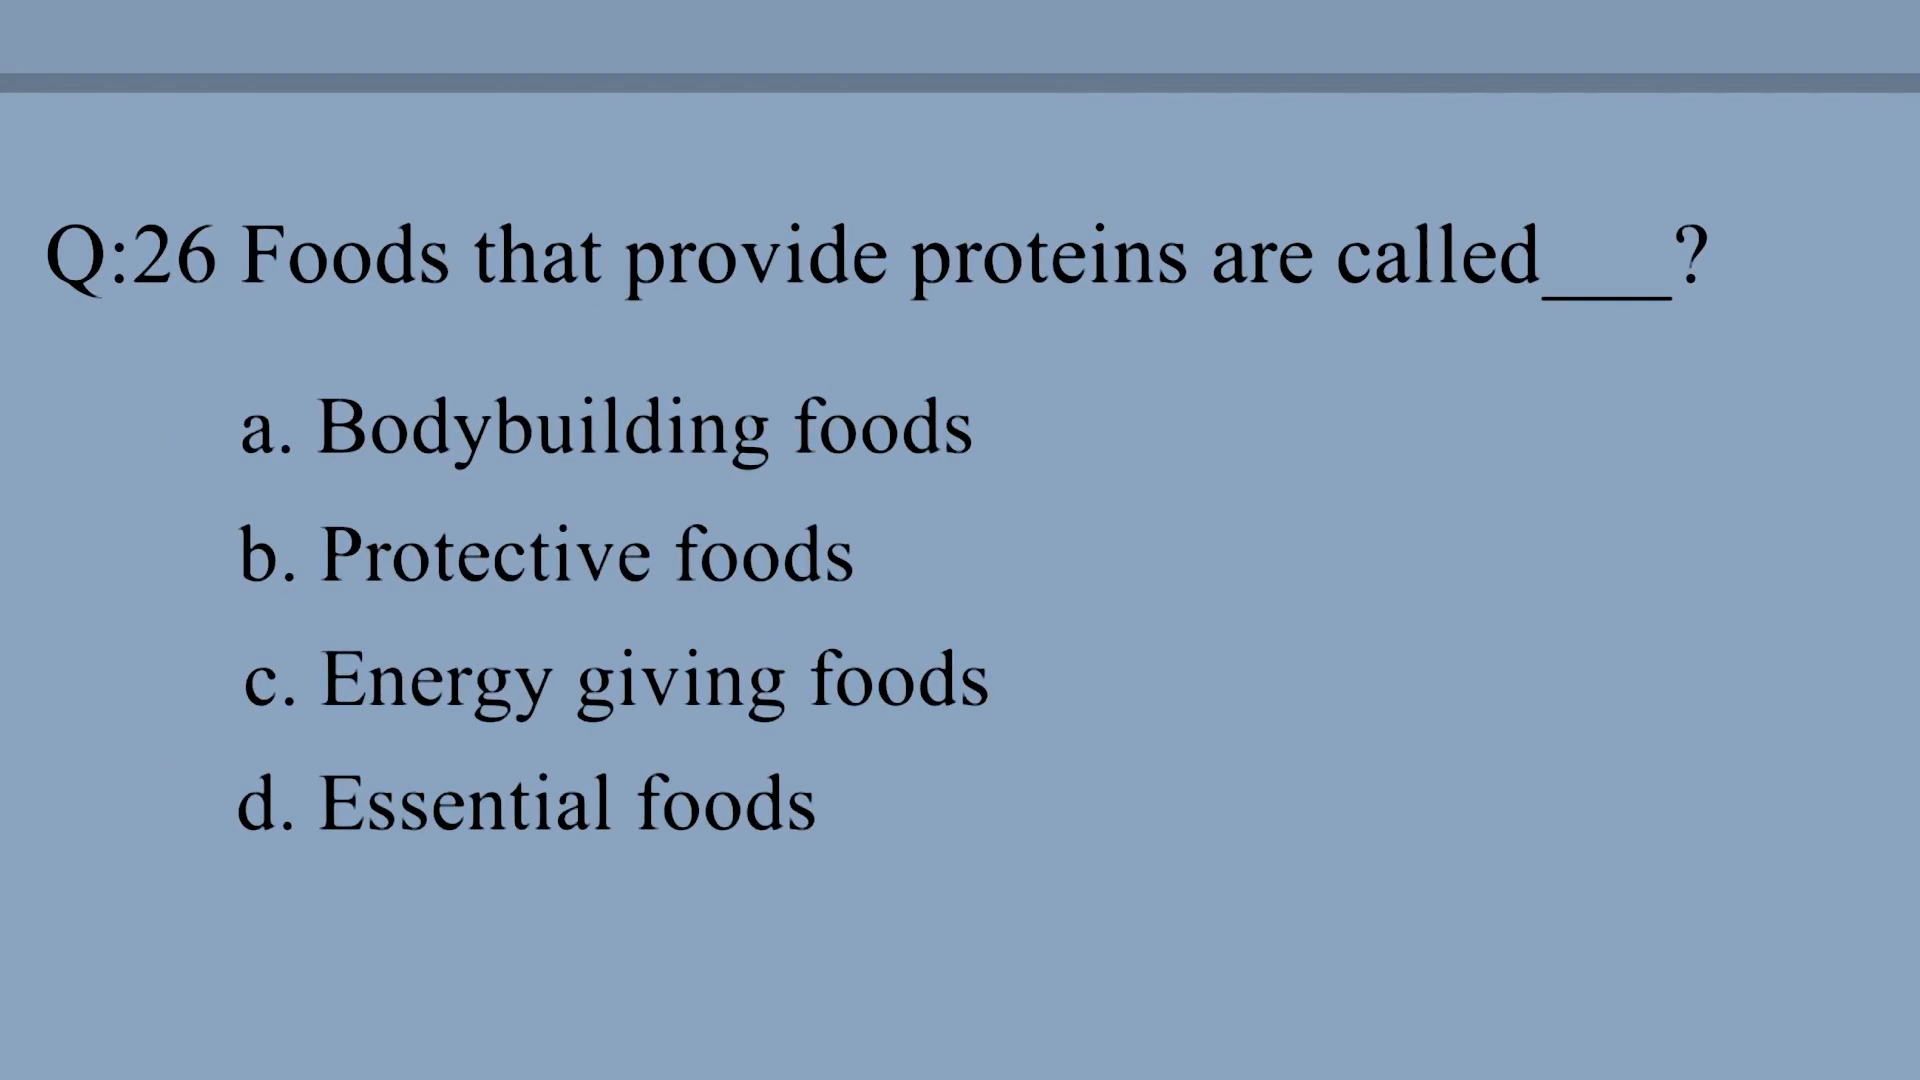 Q:26 Foods that provide proteins are called___?
a. Bodybuilding foods
b. Protective foods
c. Energy giving foods
d. Essential foods